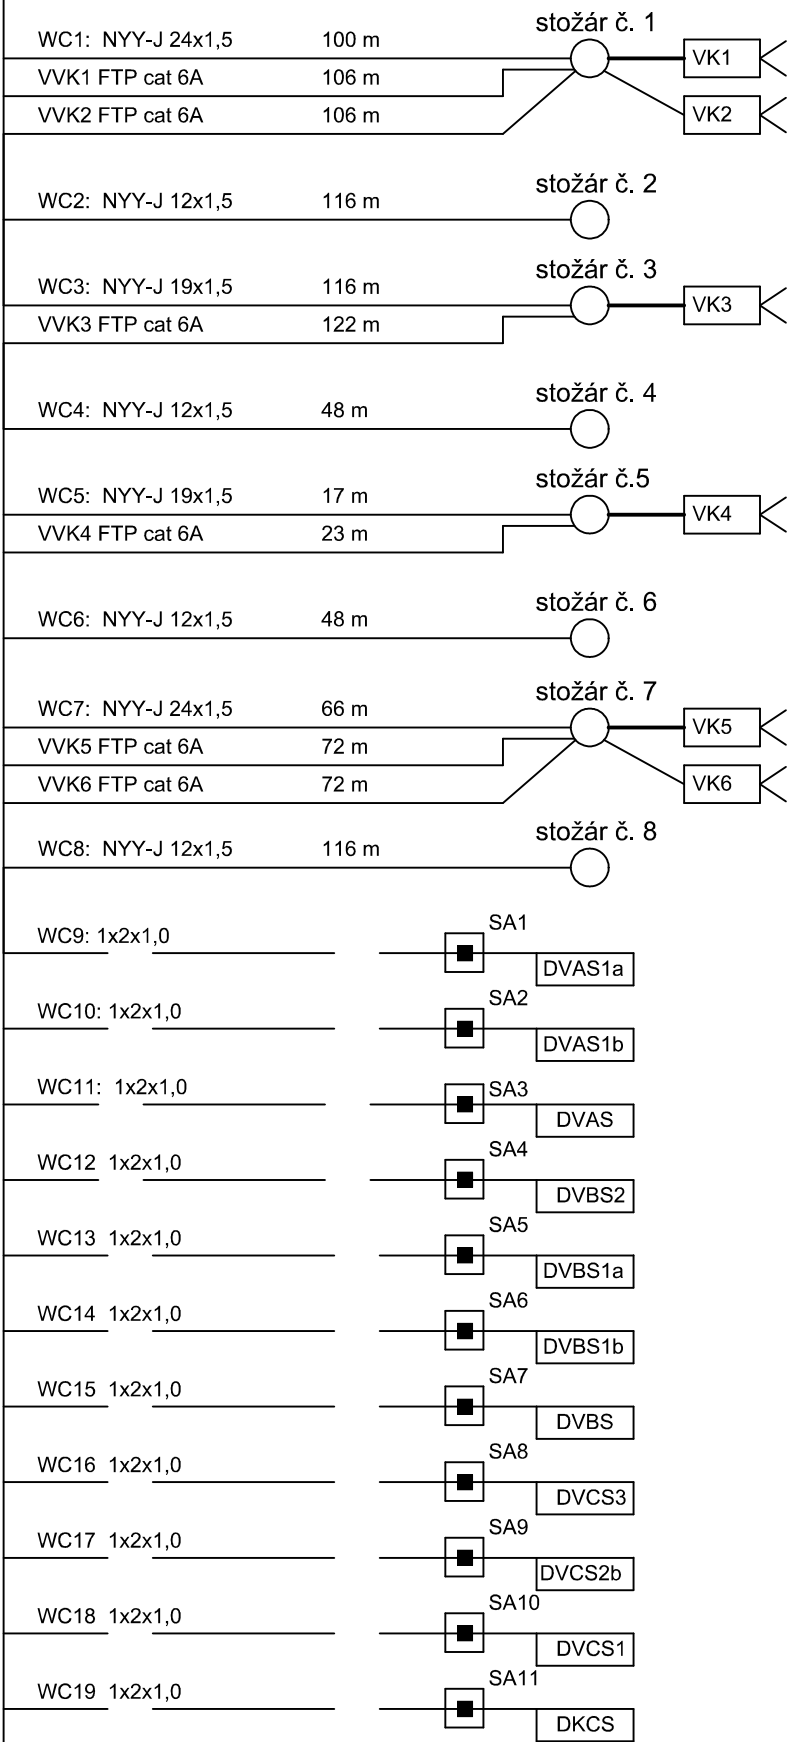 stožár č. 1
WC1: NYY-J 24x1,5 100 m VK1
VVK1 FTP cat 6A 106 m
VVK2 FTP cat 6A 106 m VK2
stožár č. 2
WC2: NYY-J 12x1,5 116 m
stožár č. 3
WC3: NYY-J 19x1,5 116 m VK3
VVK3 FTP cat 6A 122 m
stožár č. 4
WC4: NYY-J 12x1,5 48 m
stožár č.5
WC5: NYY-J 19x1,5 17 m VK4
VVK4 FTP cat 6A 23 m
stožár č. 6
WC6: NYY-J 12x1,5 48 m
stožár č. 7
WC7: NYY-J 24x1,5 66 m VK5
VVK5 FTP cat 6A 72 m
VVK6 FTP cat 6A 72 m VK6
stožár č. 8
WC8: NYY-J 12x1,5 116 m
WC9: 1x2x1,0 SA1
DVAS1a
WC10: 1x2x1,0 SA2
DVAS1b
WC11: 1x2x1,0 SA3
DVAS
WC12 1x2x1,0 SA4
DVBS2
WC13 1x2x1,0 SA5
DVBS1a
WC14 1x2x1,0 SA6
DVBS1b
WC15 1x2x1,0 SA7
DVBS
WC16 1x2x1,0 SA8
DVCS3
WC17 1x2x1,0 SA9
DVCS2b
WC18 1x2x1,0 SA10
DVCS1
WC19 1x2x1,0 SA11
DKCS